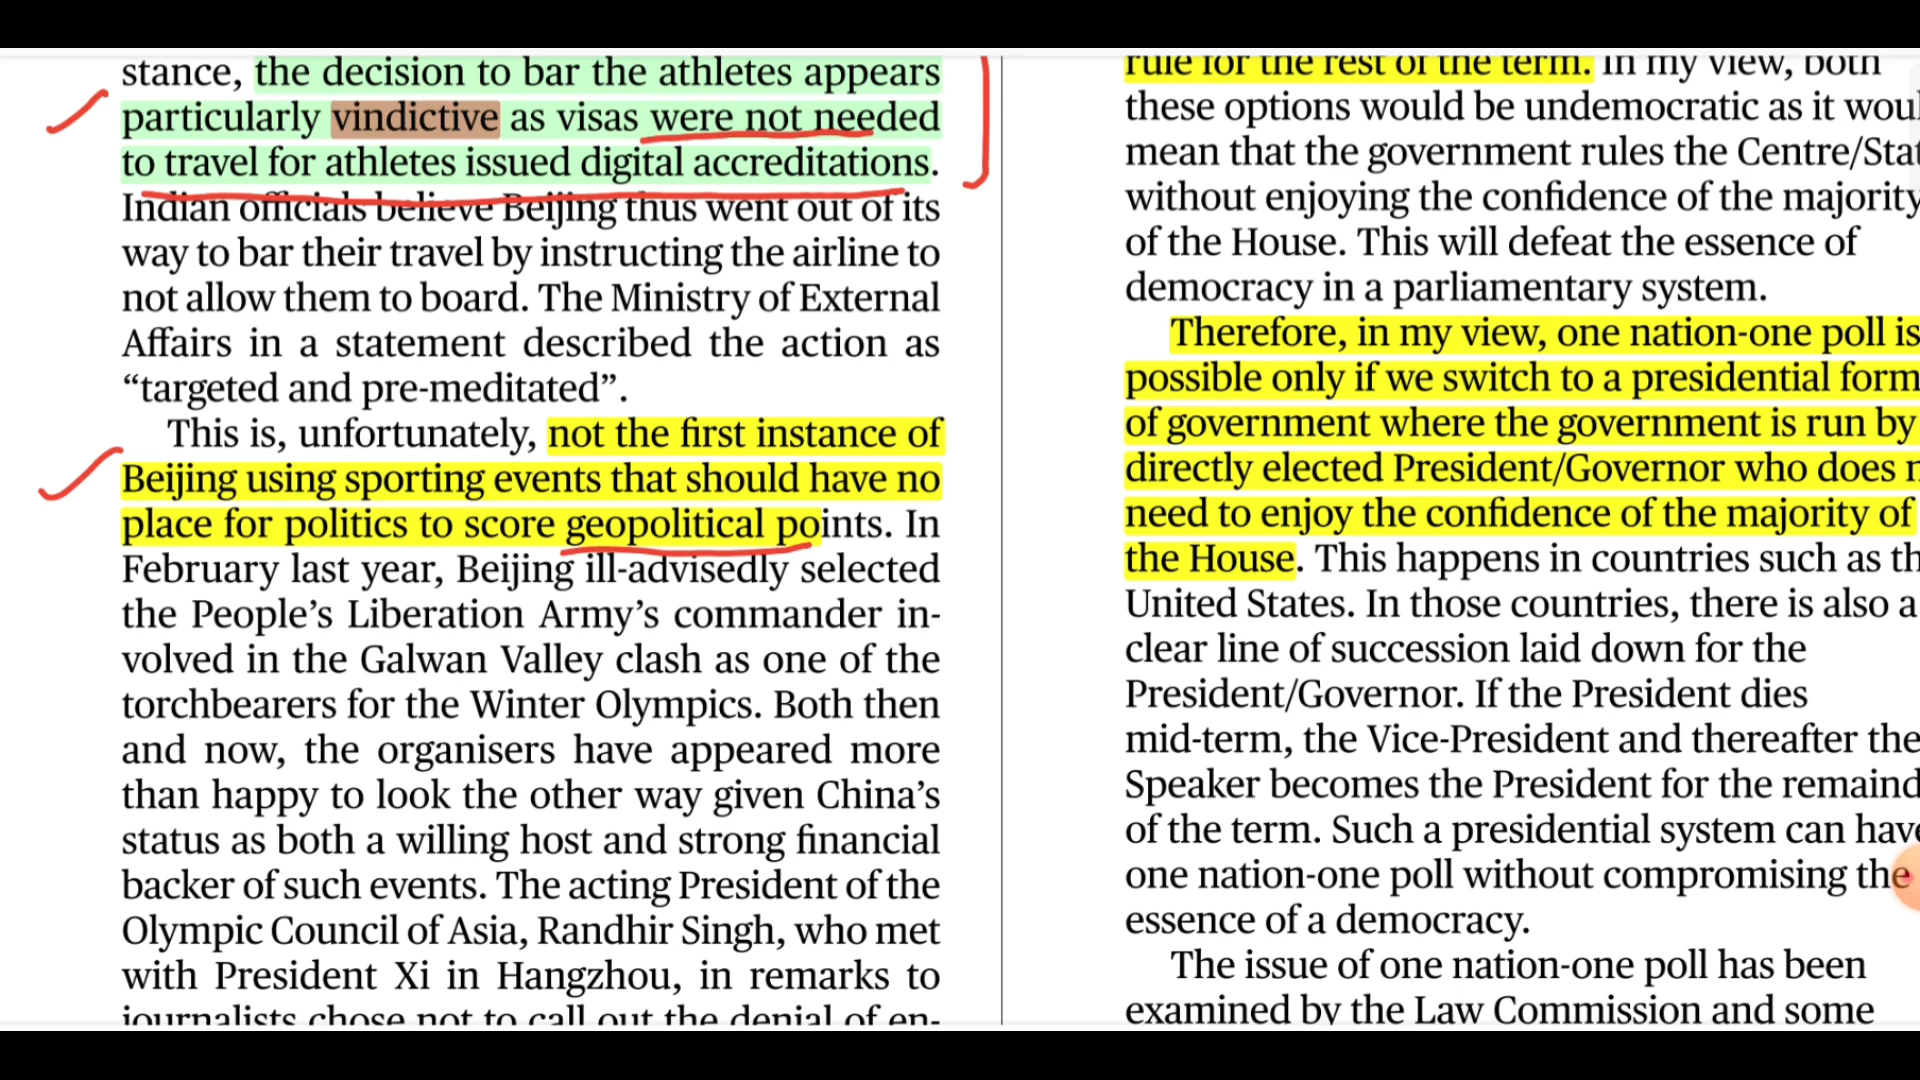 stance, the decision to bar the athletes appears
particularly vindictive as visas were not needed
to travel for athletes issued digital accreditations.
Indian officials believe Beijing thus went out of its
way to bar their travel by instructing the airline to
not allow them to board. The Ministry of External
Affairs in a statement described the action as
“targeted and pre-meditated”.
This is, unfortunately, not the first instance of
Beijing using sporting events that should have no
place for politics to score geopolitical points. In
February last year, Beijing ill-advisedly selected
the People’s Liberation Army’s commander in-
volved in the Galwan Valley clash as one of the
torchbearers for the Winter Olympics. Both then
and now, the organisers have appeared more
than happy to look the other way given China’s
status as both a willing host and strong financial
backer of such events. The acting President of the
Olympic Council of Asia, Randhir Singh, who met
with President Xi in Hangzhou, in remarks to
journalists chose not to call out the denial of en-
rule for the rest of the term. In my view, both
these options would be undemocratic as it woul
mean that the government rules the Centre/Stat
without enjoying the confidence of the majority
of the House. This will defeat the essence of
democracy in a parliamentary system.
Therefore, in my view, one nation-one poll is
possible only if we switch to a presidential form
of government where the government is run by
directly elected President/Governor who does n
need to enjoy the confidence of the majority of
the House. This happens in countries such as th
United States. In those countries, there is also a
clear line of succession laid down for the
President/Governor. If the President dies
mid-term, the Vice-President and thereafter the
Speaker becomes the President for the remaind
of the term. Such a presidential system can have
one nation-one poll without compromising the
essence of a democracy.
The issue of one nation-one poll has been
examined by the Law Commission and some